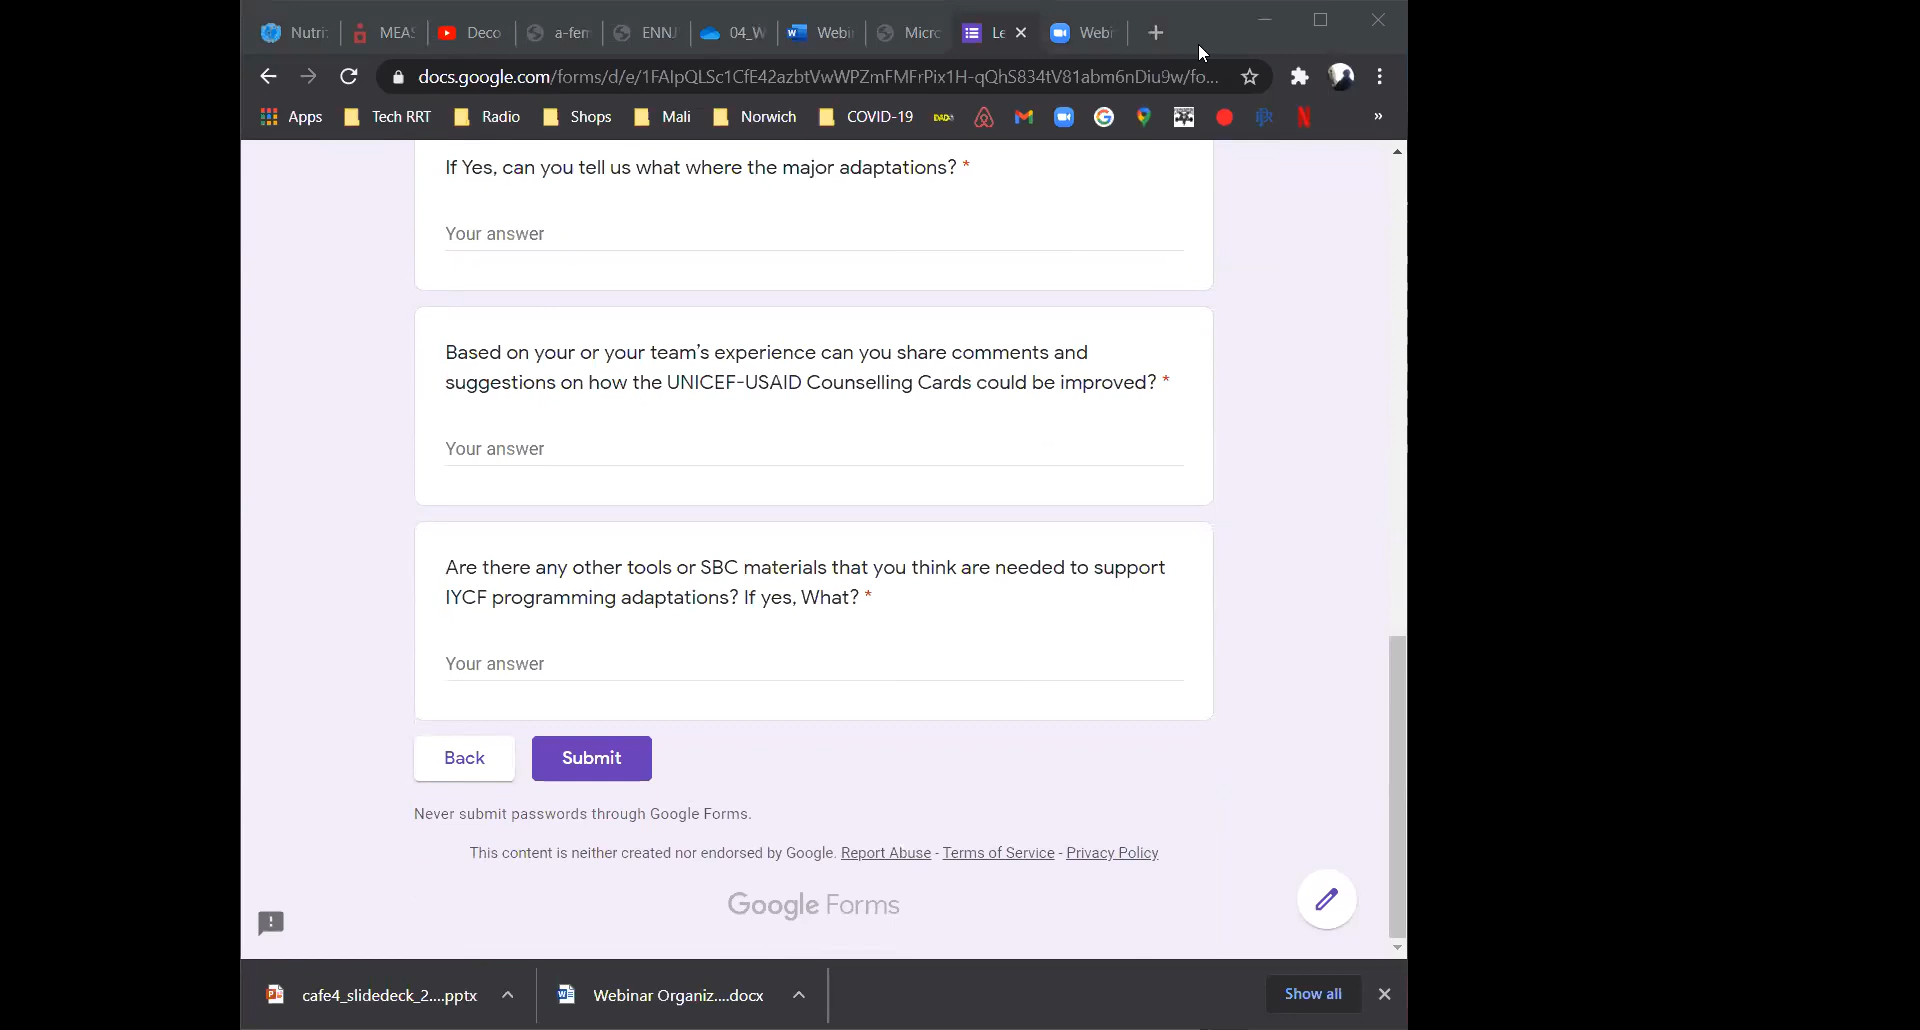 Nutri
MEAS
Deco
a-fem
ENN
04_W
Webi
Micro
Le
Webi
docs.google.com/forms/d/e/1FAIpQLSc1CfE42azbtVwWPZmFMFrPix1H-qQhS834tV81abm6nDiu9w/fo...
Apps
Tech RRT
Radio
Shops
Mali
Norwich
COVID-19
»
If Yes, can you tell us what where the major adaptations? *
Your answer
Based on your or your team’s experience can you share comments and
suggestions on how the UNICEF-USAID Counselling Cards could be improved? *
Your answer
Are there any other tools or SBC materials that you think are needed to support
IYCF programming adaptations? If yes, What? *
Your answer
Back
Submit
Never submit passwords through Google Forms.
This content is neither created nor endorsed by Google. Report Abuse - Terms of Service - Privacy Policy
Google Forms
cafe4_slidedeck_2....pptx
Webinar Organiz....docx
Show all